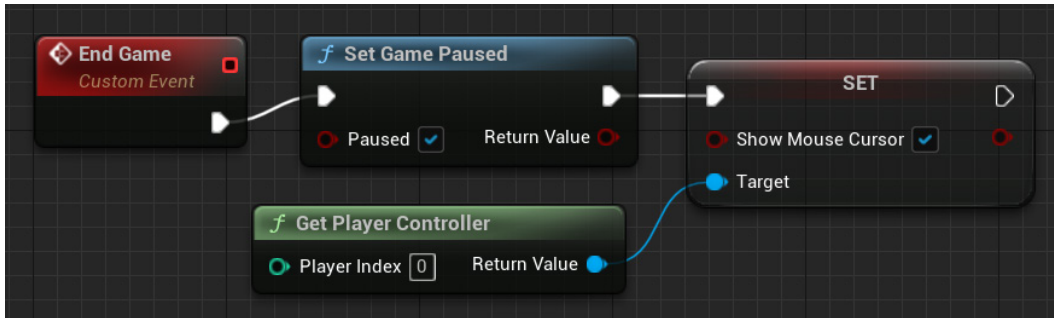 End Game
Custom Event
f Set Game Paused
Paused
Return Value
SET
Show Mouse Cursor
Target
f Get Player Controller
Player Index 0
Return Value